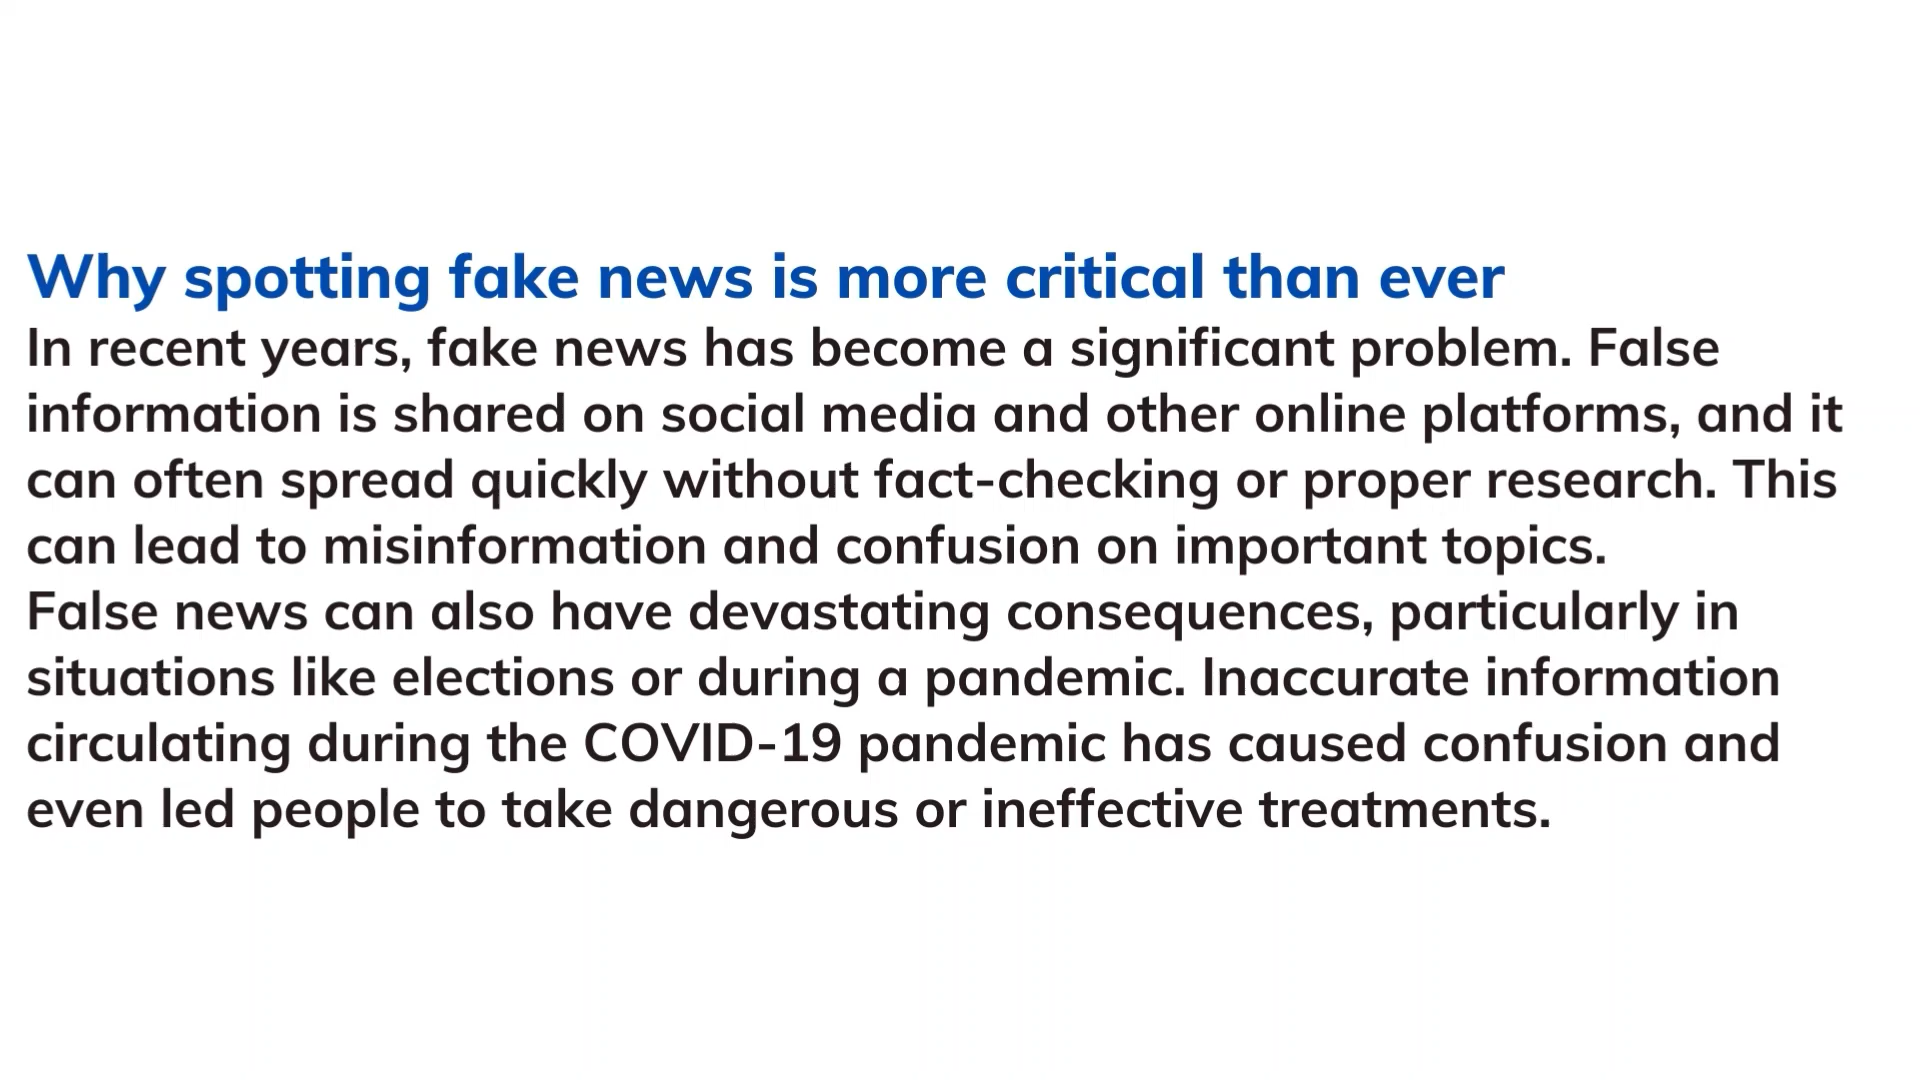 Why spotting fake news is more critical than ever
In recent years, fake news has become a significant problem. False
information is shared on social media and other online platforms, and it
can often spread quickly without fact-checking or proper research. This
can lead to misinformation and confusion on important topics.
False news can also have devastating consequences, particularly in
situations like elections or during a pandemic. Inaccurate information
circulating during the COVID-19 pandemic has caused confusion and
even led people to take dangerous or ineffective treatments.